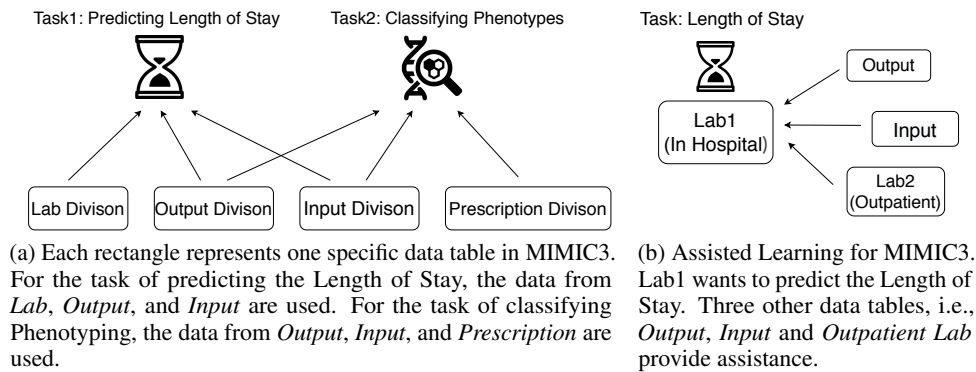 Task1: Predicting Length of Stay
Task2: Classifying Phenotypes
Lab Divison
Output Divison
Input Divison
Prescription Divison
(a) Each rectangle represents one specific data table in MIMIC3.
For the task of predicting the Length of Stay, the data from
Lab, Output, and Input are used. For the task of classifying
Phenotyping, the data from Output, Input, and Prescription are
used.
Task: Length of Stay
Output
Lab1
(In Hospital)
Input
Lab2
(Outpatient)
(b) Assisted Learning for MIMIC3.
Lab1 wants to predict the Length of
Stay. Three other data tables, i.e.,
Output, Input and Outpatient Lab
provide assistance.